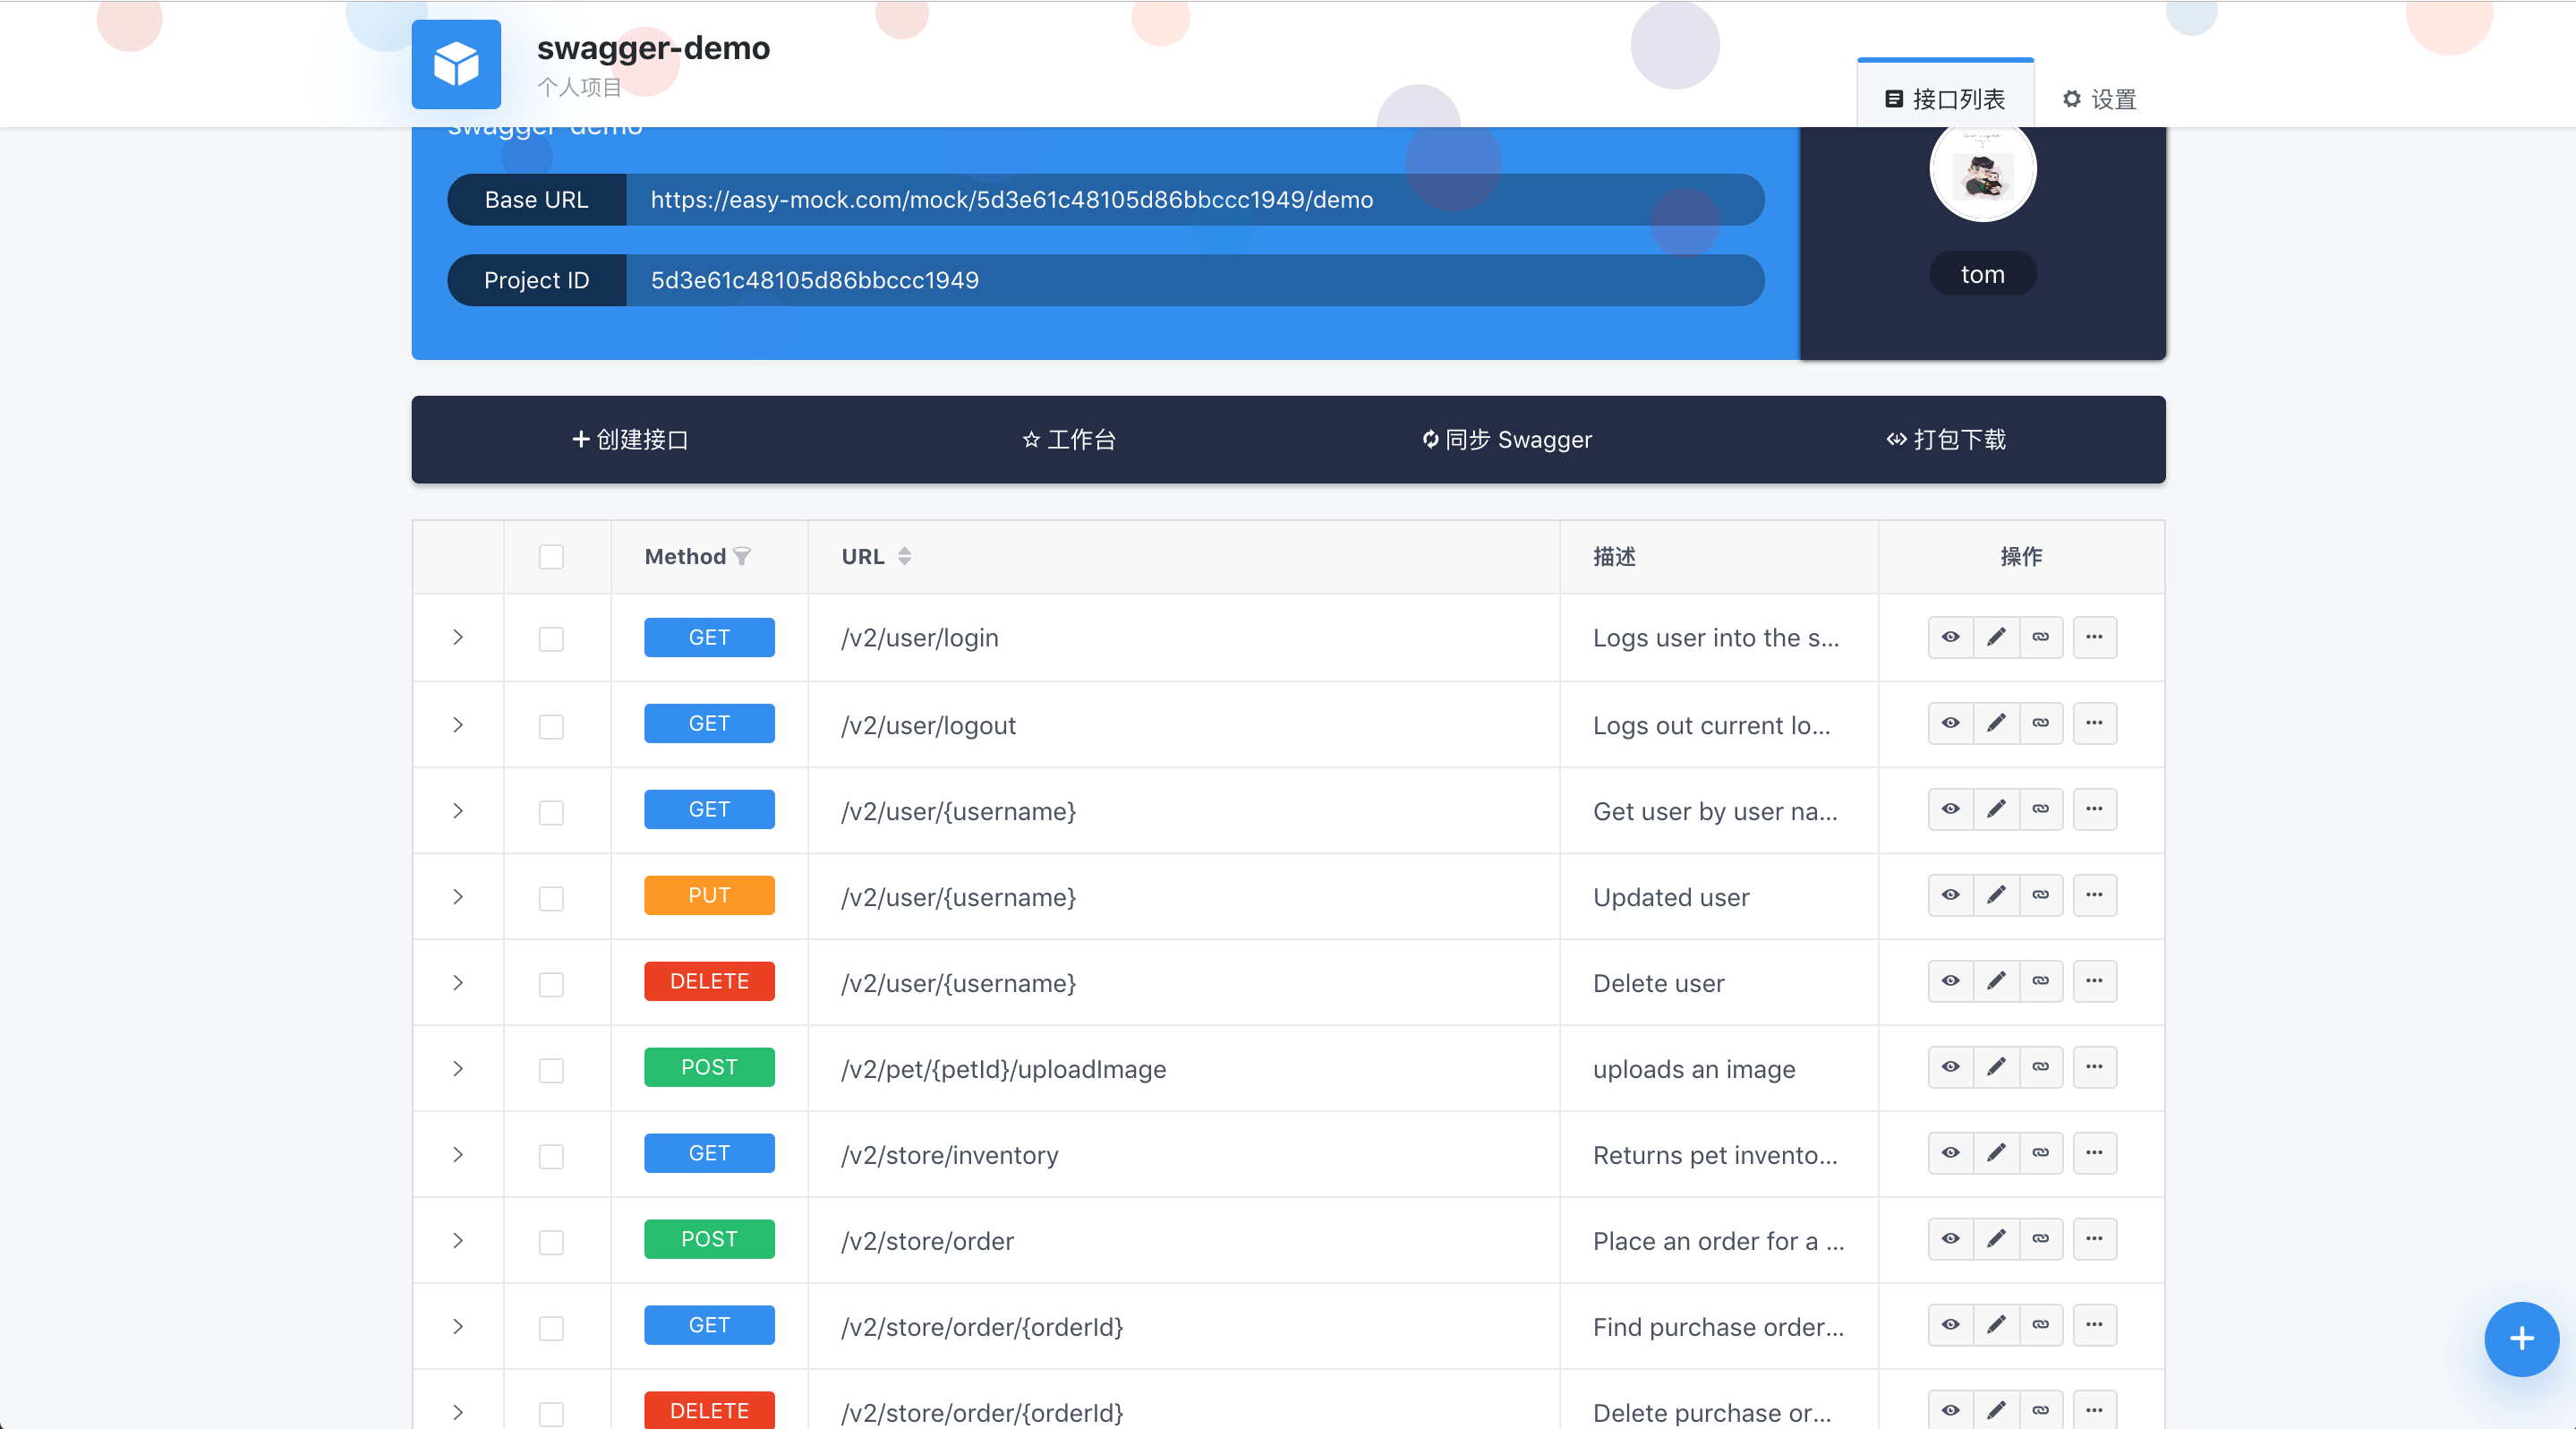 swagger-demo
个人项目
接口列表
设置
swagger-demo
Base URL
https://easy-mock.com/mock/5d3e61c48105d86bbccc1949/demo
Project ID
5d3e61c48105d86bbccc1949
tom
创建接口
工作台
同步 Swagger
打包下载
Method URL 描述 操作
GET /v2/user/login Logs user into the s...
GET /v2/user/logout Logs out current lo...
GET /v2/user/{username} Get user by user na...
PUT /v2/user/{username} Updated user
DELETE /v2/user/{username} Delete user
POST /v2/pet/{petId}/uploadImage uploads an image
GET /v2/store/inventory Returns pet invento...
POST /v2/store/order Place an order for a ...
GET /v2/store/order/{orderId} Find purchase order...
DELETE /v2/store/order/{orderId} Delete purchase or...